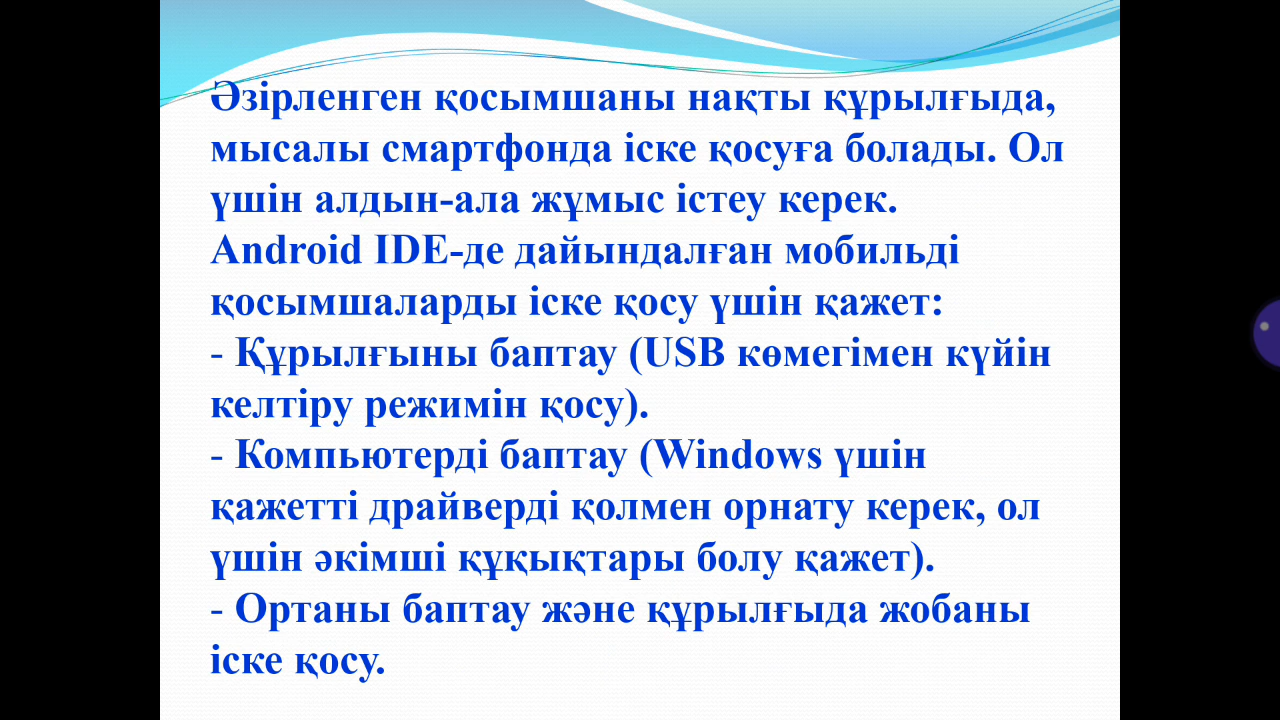 Әзірленген қосымшаны нақты құрылғыда,
мысалы смартфонда іске қосуға болады. Ол
үшін алдын-ала жұмыс істеу керек.
Android IDE-де дайындалған мобильді
қосымшаларды іске қосу үшін қажет:
- Құрылғыны баптау (USB көмегімен күйін
келтіру режимін қосу).
- Компьютерді баптау (Windows үшін
қажетті драйверді қолмен орнату керек, ол
үшін әкімші құқықтары болу қажет).
- Ортаны баптау және құрылғыда жобаны
іске қосу.